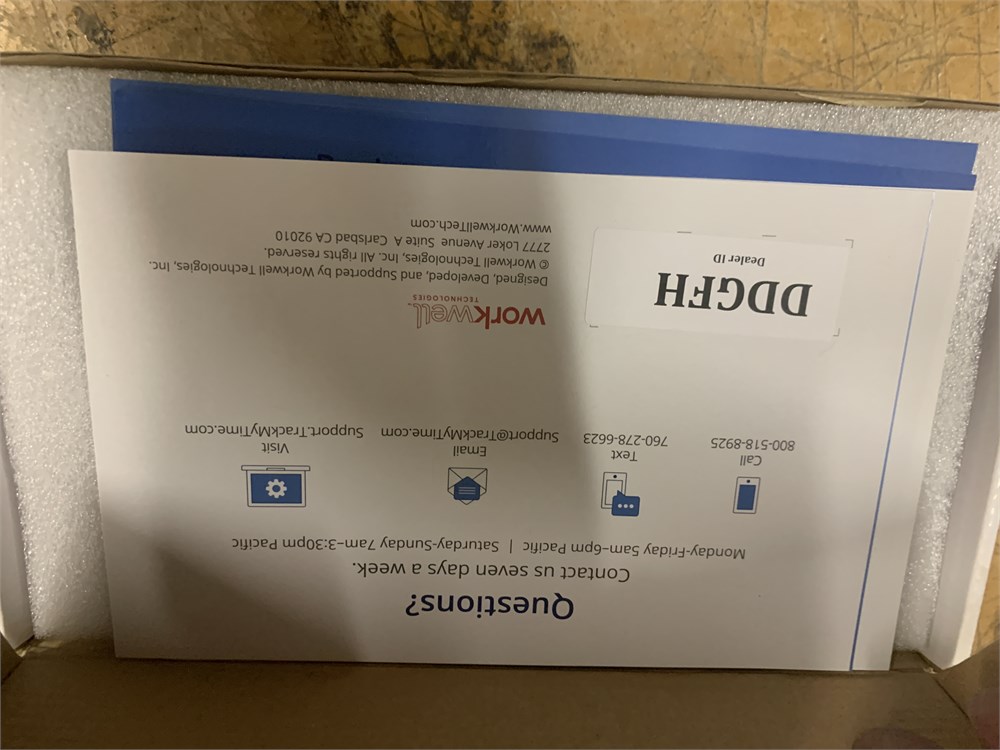 Questions?
Contact us seven days a week.
Monday-Friday 5am–6pm Pacific | Saturday-Sunday 7am–3:30pm Pacific
Call
800-518-8925
Text
760-278-6623
Email
Support@TrackMyTime.com
Visit
Support.TrackMyTime.com
DDGFH
Dealer ID
workwell
TECHNOLOGIES
Designed, Developed, and Supported by Workwell Technologies, Inc.
© Workwell Technologies, Inc. All rights reserved.
2777 Loker Avenue Suite A Carlsbad CA 92010
www.WorkwellTech.com